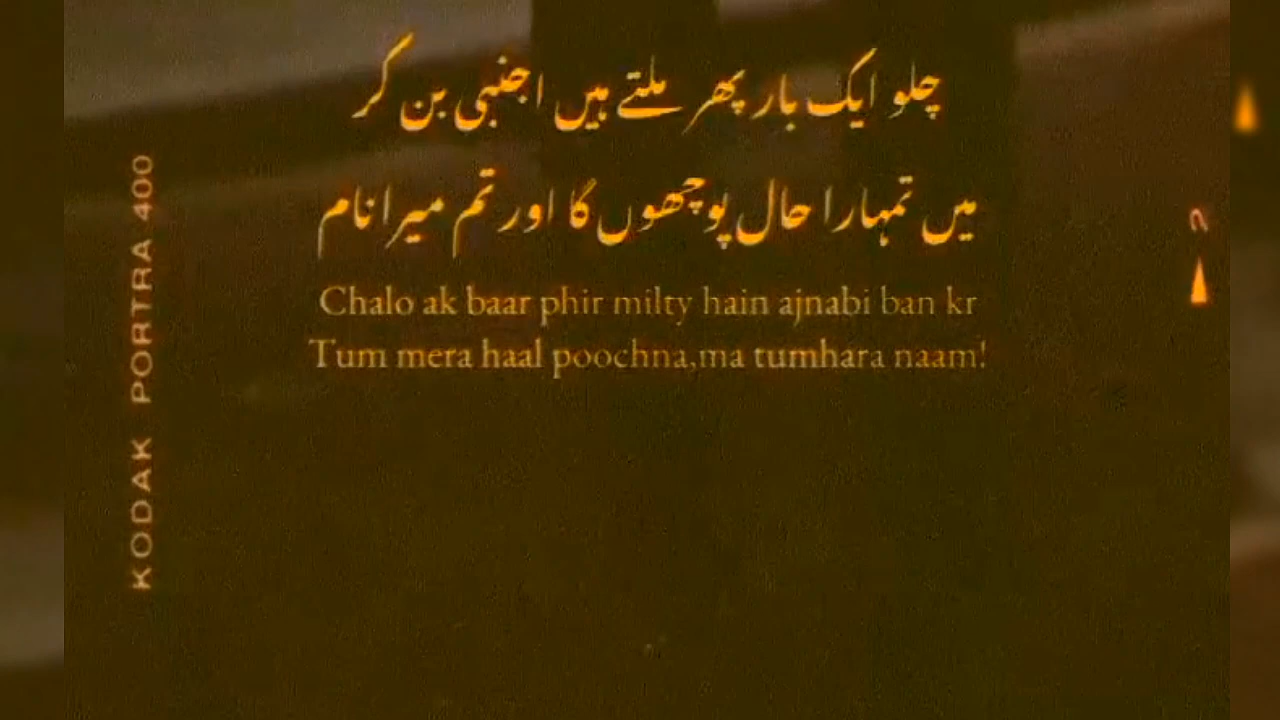 چلو ایک بار پھر ملتے ہیں اجنبی بن کر
میں تمہارا حال پوچھوں گا اور تم میرا نام
Chalo ak baar phir milty hain ajnabi ban kr
Tum mera haal poochna,ma tumhara naam!
KODAK PORTRA 400